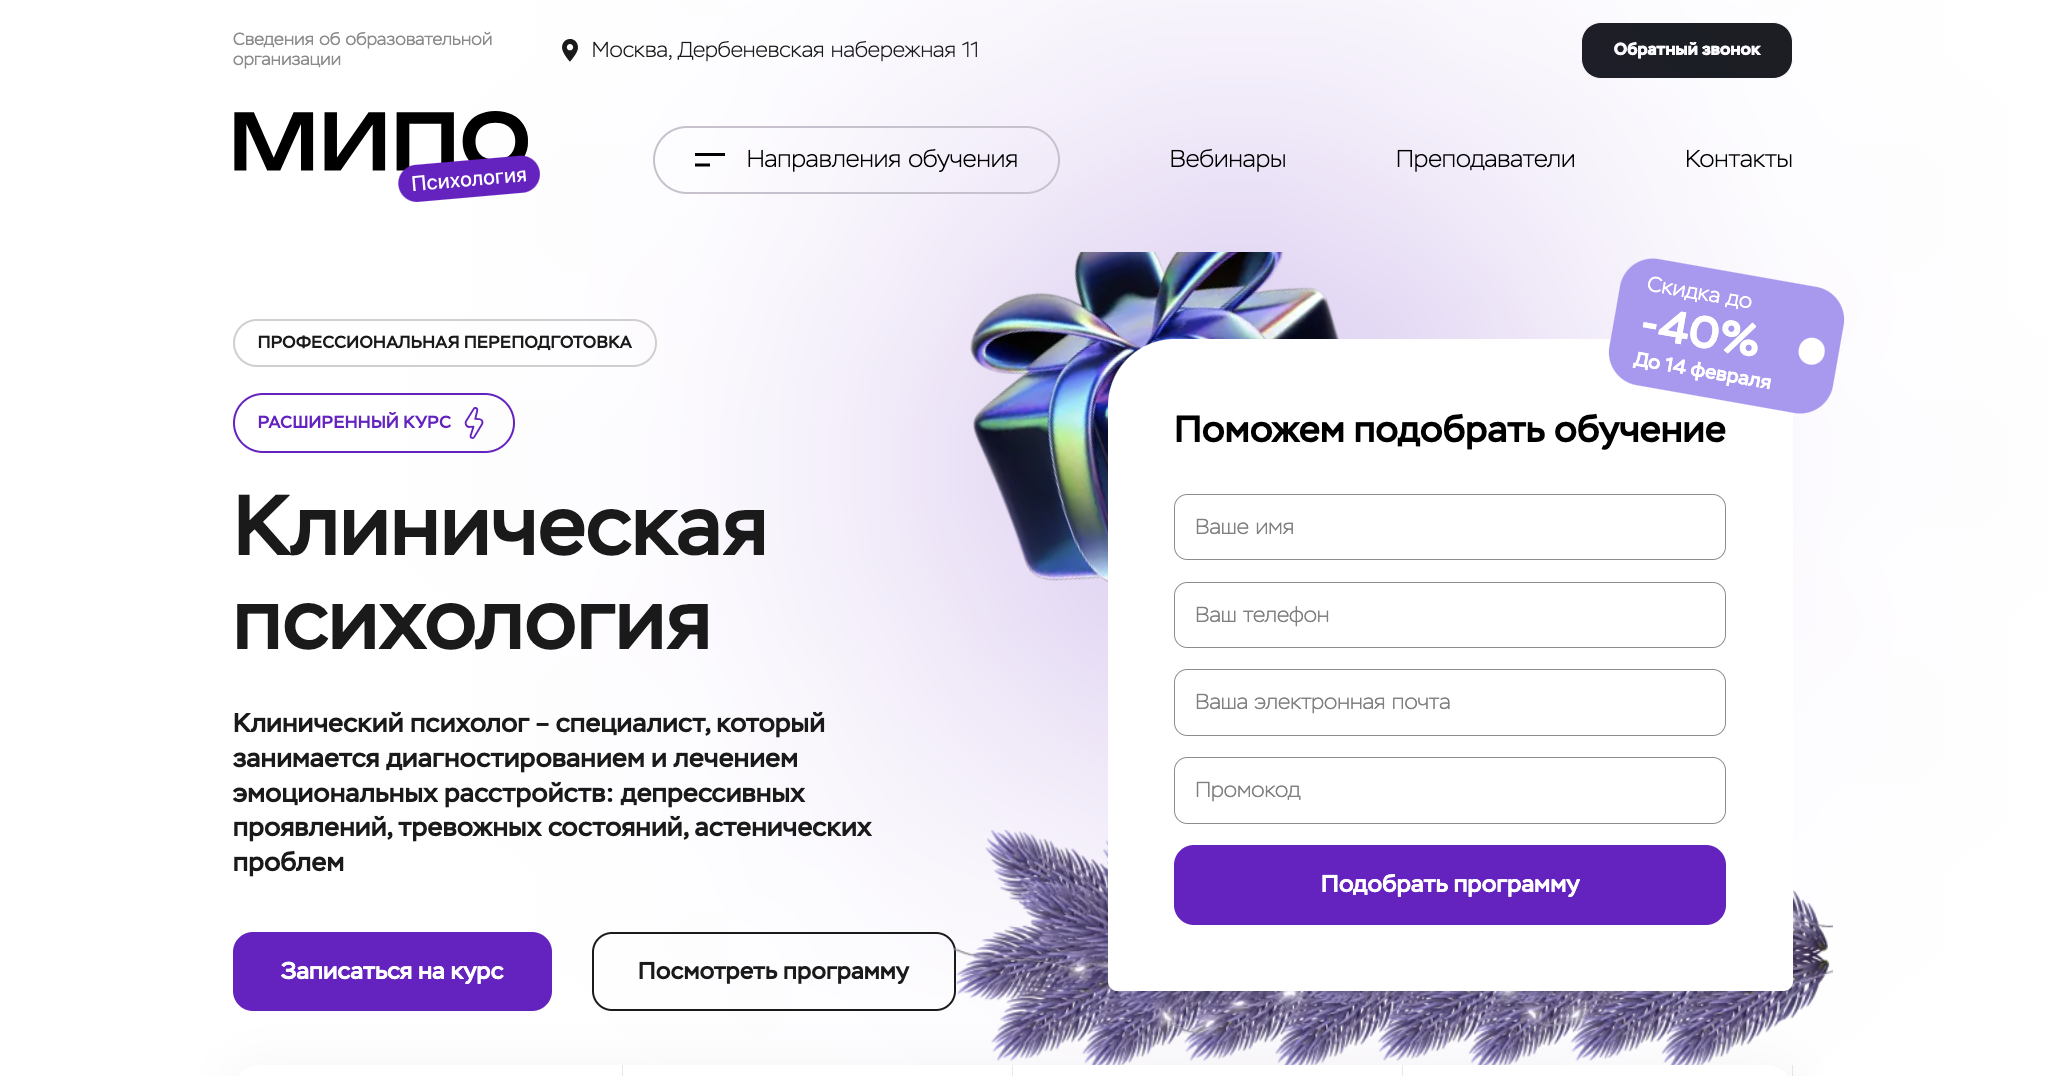 Сведения об образовательной
организации
Москва, Дербеневская набережная 11
Обратный звонок
МИПО
Психология
Направления обучения
Вебинары
Преподаватели
Контакты
ПРОФЕССИОНАЛЬНАЯ ПЕРЕПОДГОТОВКА
РАСШИРЕННЫЙ КУРС
Клиническая
психология
Клинический психолог – специалист, который
занимается диагностированием и лечением
эмоциональных расстройств: депрессивных
проявлений, тревожных состояний, астенических
проблем
Записаться на курс
Посмотреть программу
Скидка до
-40%
До 14 февраля
Поможем подобрать обучение
Ваше имя
Ваш телефон
Ваша электронная почта
Промокод
Подобрать программу